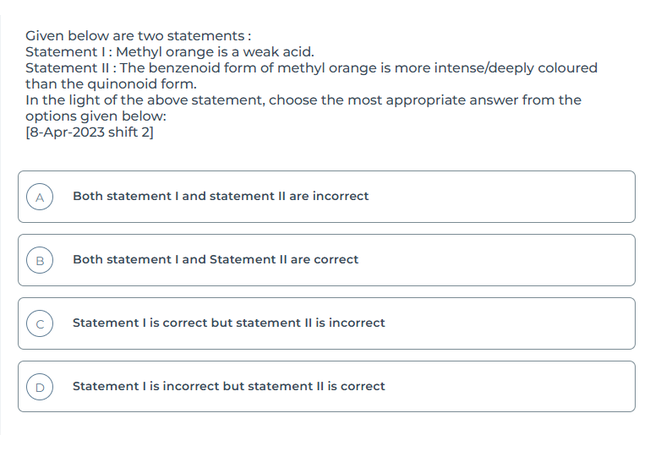 Given below are two statements :
Statement I : Methyl orange is a weak acid.
Statement II : The benzenoid form of methyl orange is more intense/deeply coloured
than the quinonoid form.
In the light of the above statement, choose the most appropriate answer from the
options given below:
[8-Apr-2023 shift 2]
A Both statement I and statement II are incorrect
B Both statement I and Statement II are correct
C Statement I is correct but statement II is incorrect
D Statement I is incorrect but statement II is correct